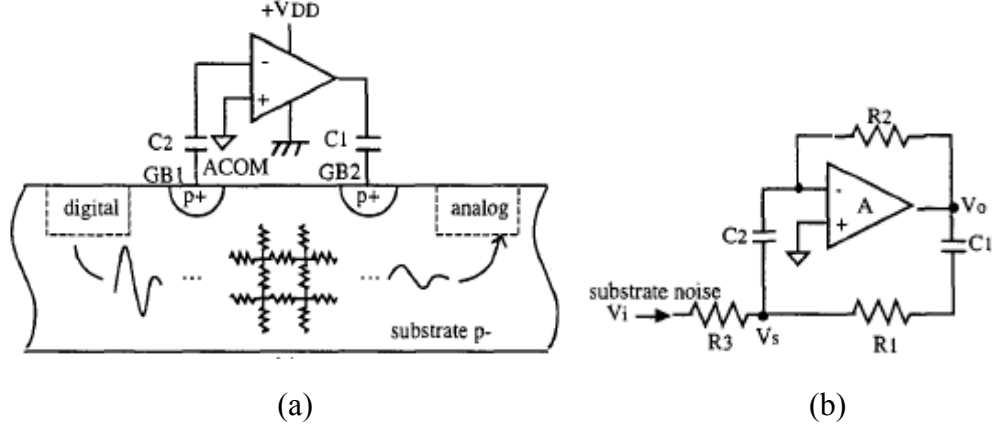 +VDD
-
+
C2
C1
ACOM
GB1
GB2
p+
p+
digital
analog
...
...
substrate p-
(a)
R2
-
A
+
Vo
C2
C1
substrate noise
Vi
R3
Vs
R1
(b)